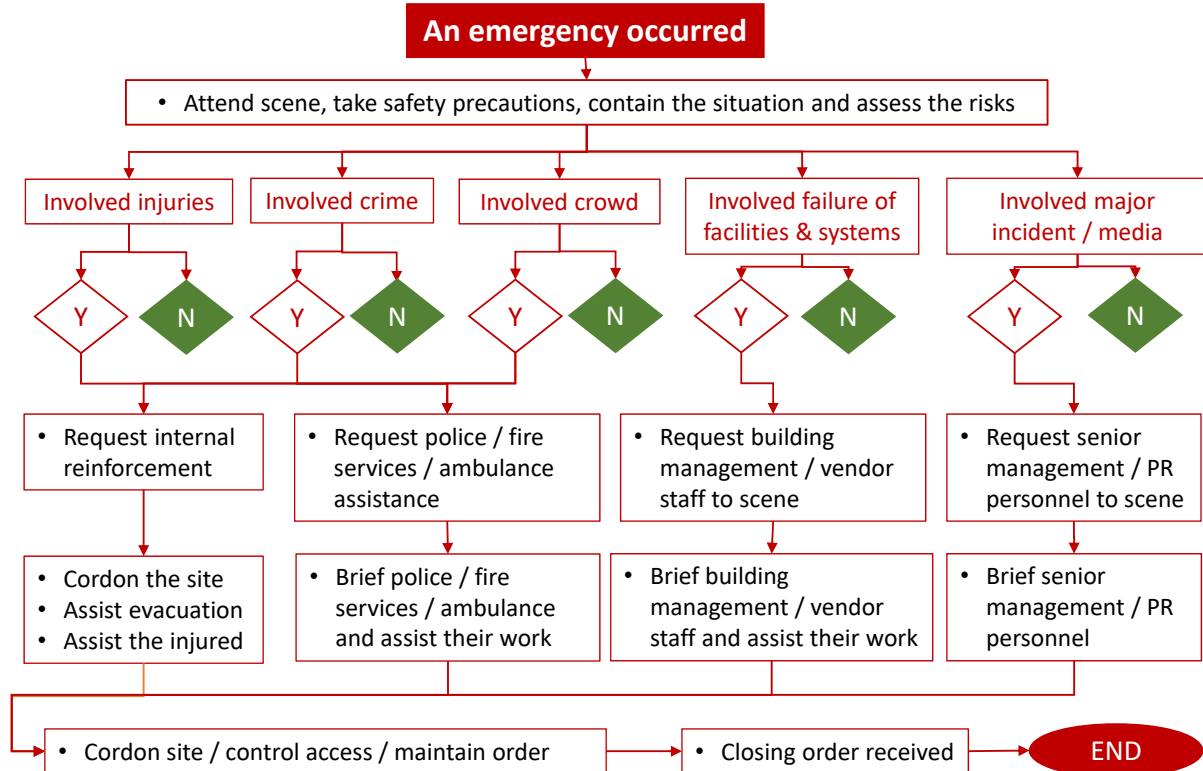 An emergency occurred
• Attend scene, take safety precautions, contain the situation and assess the risks
Involved injuries
Involved crime
Involved crowd
Involved failure of
facilities & systems
Involved major
incident / media
Y
N
Y
N
Y
N
Y
N
Y
N
• Request internal
reinforcement
• Request police / fire
services / ambulance
assistance
• Request building
management / vendor
staff to scene
• Request senior
management / PR
personnel to scene
• Cordon the site
• Assist evacuation
• Assist the injured
• Brief police / fire
services / ambulance
and assist their work
• Brief building
management / vendor
staff and assist their work
• Brief senior
management / PR
personnel
• Cordon site / control access / maintain order
• Closing order received
END